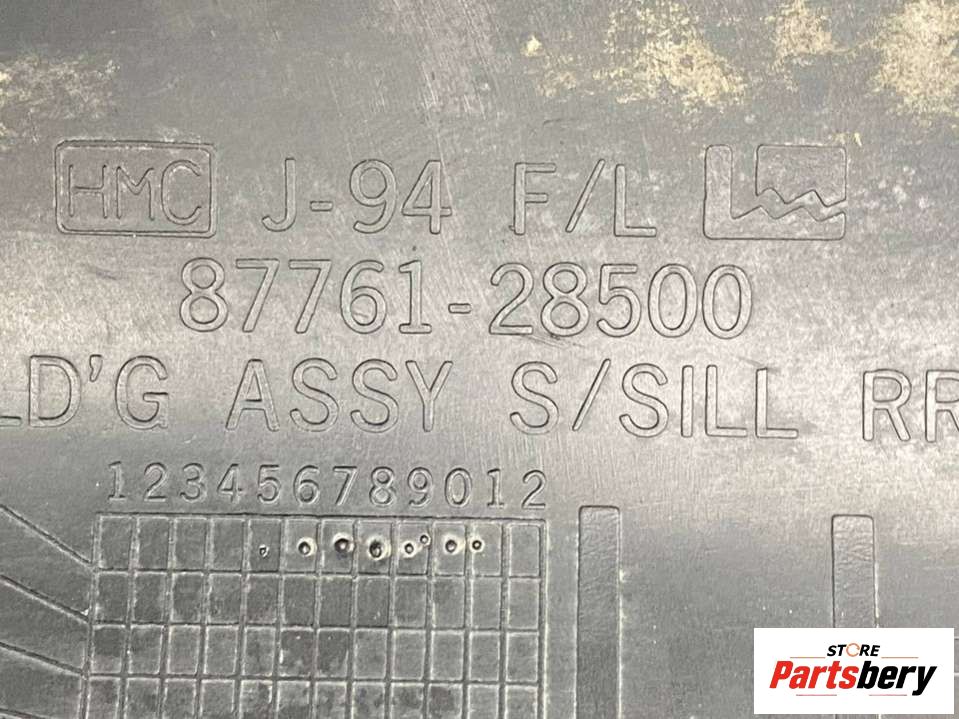 HMC J-94 F/L
87761-28500
LD'G ASSY S/SILL RR
123456789012
STORE
Partsbery